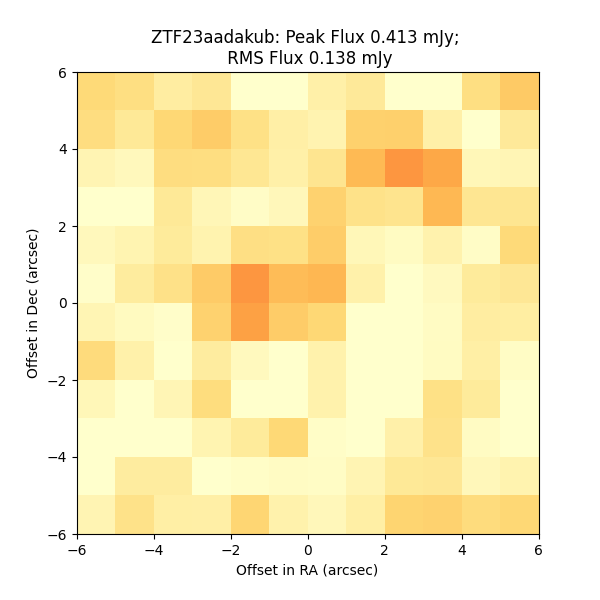 ZTF23aadakub: Peak Flux 0.413 mJy;
RMS Flux 0.138 mJy
6
4
2
0
−2
−4
−6
Offset in Dec (arcsec)
−6 −4 −2 0 2 4 6
Offset in RA (arcsec)